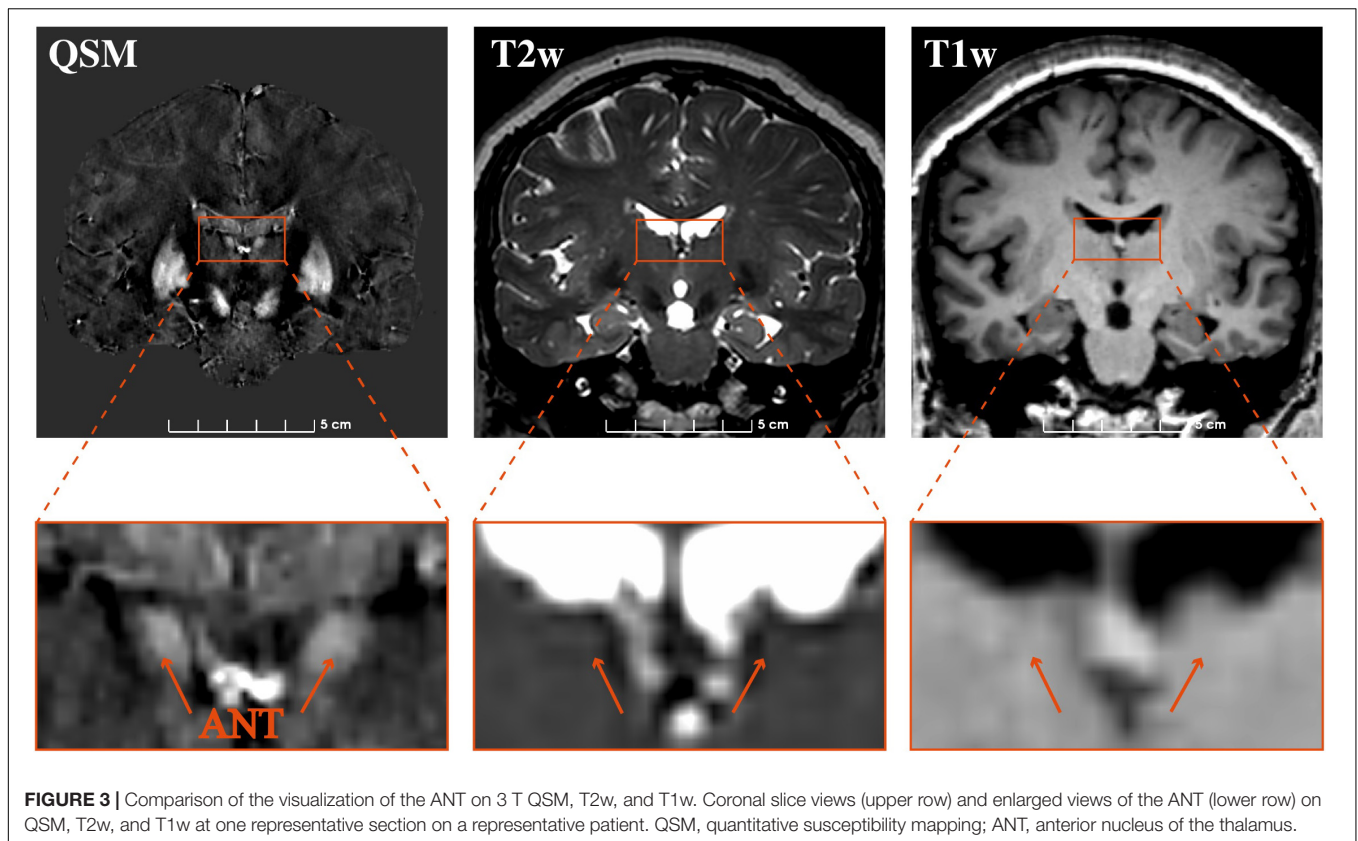 QSM
T2w
T1w
5 cm
5 cm
5 cm
ANT
FIGURE 3 | Comparison of the visualization of the ANT on 3 T QSM, T2w, and T1w. Coronal slice views (upper row) and enlarged views of the ANT (lower row) on
QSM, T2w, and T1w at one representative section on a representative patient. QSM, quantitative susceptibility mapping; ANT, anterior nucleus of the thalamus.